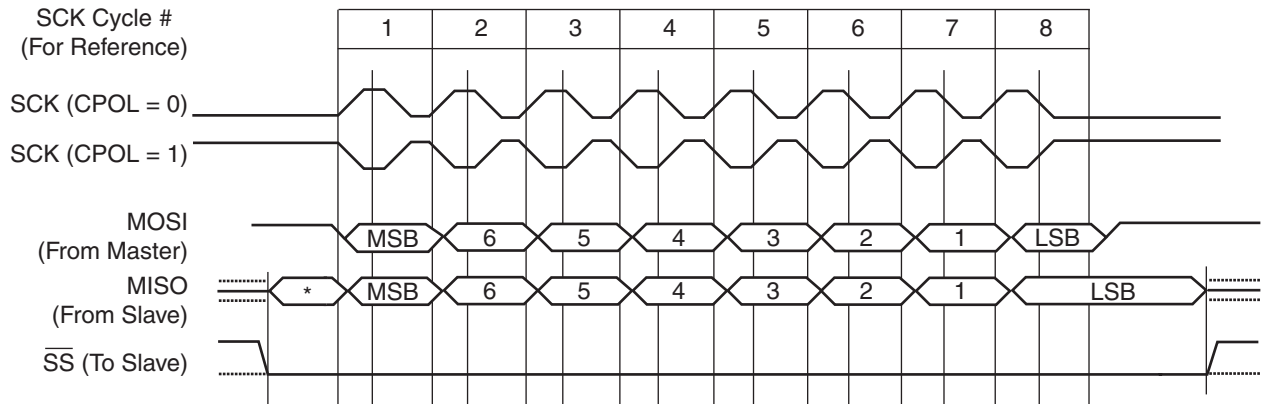 SCK Cycle #
(For Reference)
1 2 3 4 5 6 7 8
SCK (CPOL = 0)
SCK (CPOL = 1)
MOSI
(From Master)
MSB 6 5 4 3 2 1 LSB
MISO
(From Slave)
* MSB 6 5 4 3 2 1 LSB
S̅S̅ (To Slave)